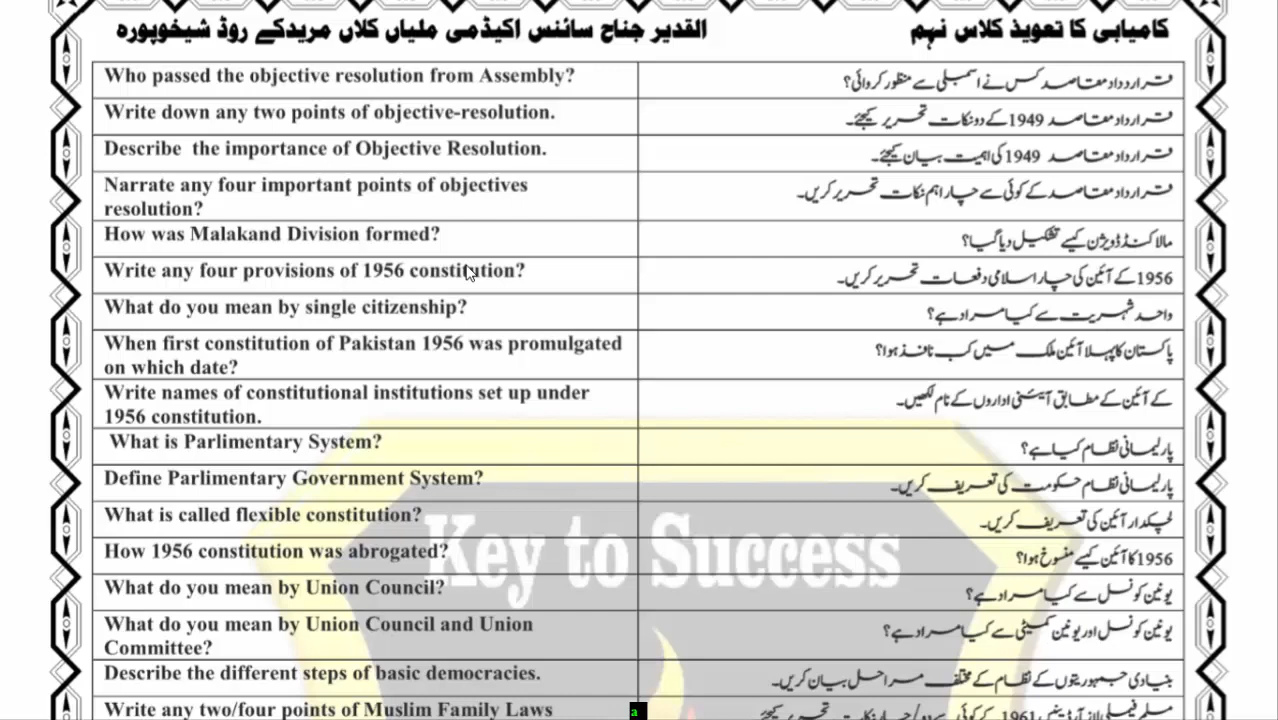 کامیابی کا تعویذ کلاس نہم
القدیر جناح سائنس اکیڈمی ملیاں کلاں مریدکے روڈ شیخوپورہ
Who passed the objective resolution from Assembly?
قرارداد مقاصد کس نے اسمبلی سے منظور کروائی؟
Write down any two points of objective-resolution.
قرارداد مقاصد 1949 کے دو نکات تحریر کیجئے۔
Describe the importance of Objective Resolution.
قرارداد مقاصد 1949 کی اہمیت بیان کیجئے۔
Narrate any four important points of objectives
resolution?
قرارداد مقاصد کے کوئی سے چار اہم نکات تحریر کریں۔
How was Malakand Division formed?
مالاکنڈ ڈویژن کیسے تشکیل دیا گیا؟
Write any four provisions of 1956 constitution?
1956 کے آئین کی چار اسلامی دفعات تحریر کریں۔
What do you mean by single citizenship?
واحد شہریت سے کیا مراد ہے؟
When first constitution of Pakistan 1956 was promulgated
on which date?
پاکستان کا پہلا آئین ملک میں کب نافذ ہوا؟
Write names of constitutional institutions set up under
1956 constitution.
کے آئین کے مطابق آئینی اداروں کے نام لکھیں۔
What is Parlimentary System?
پارلیمانی نظام کیا ہے؟
Define Parlimentary Government System?
پارلیمانی نظام حکومت کی تعریف کریں۔
What is called flexible constitution?
لچکدار آئین کی تعریف کریں۔
How 1956 constitution was abrogated?
1956 کا آئین کیسے منسوخ ہوا؟
What do you mean by Union Council?
یونین کونسل سے کیا مراد ہے؟
What do you mean by Union Council and Union
Committee?
یونین کونسل اور یونین کمیٹی سے کیا مراد ہے؟
Describe the different steps of basic democracies.
بنیادی جمہوریتوں کے نظام کے مختلف مراحل بیان کریں۔
Write any two/four points of Muslim Family Laws
مسلم فیملی لاز آرڈیننس 1961 کے کوئی سے دو/چار نکات تحریر کیجئے
Key to Success
a